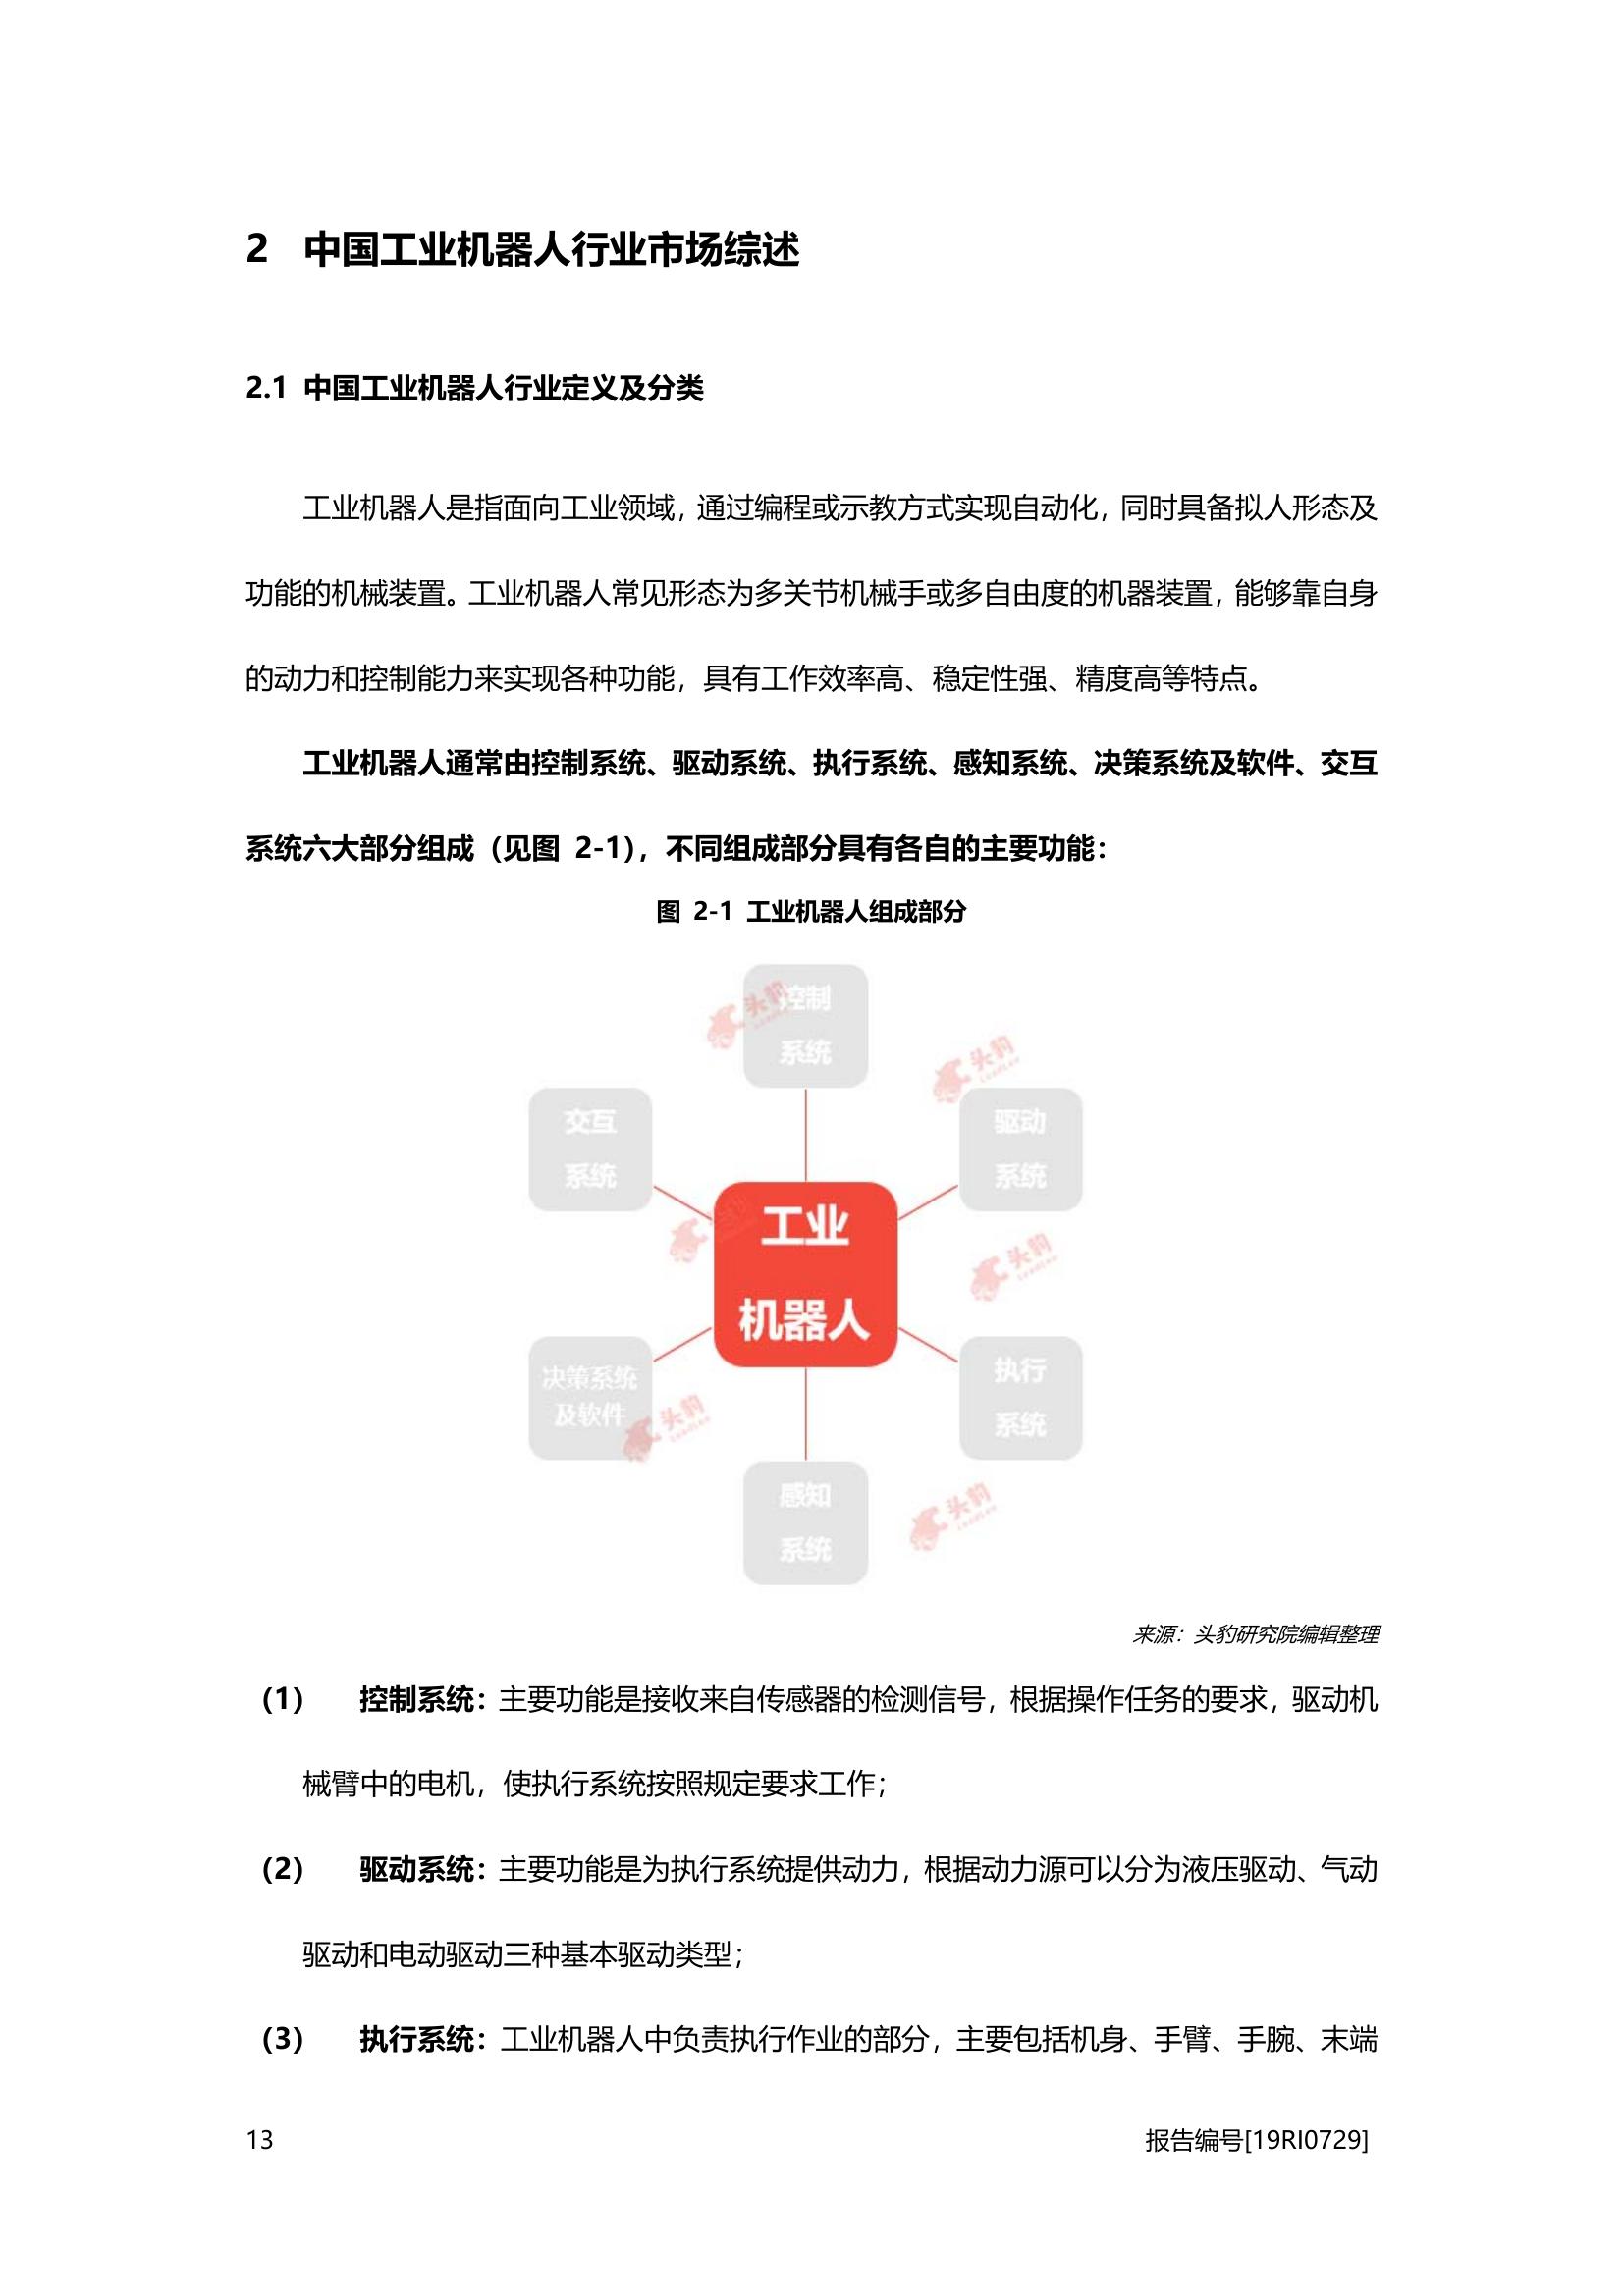 2 中国工业机器人行业市场综述
2.1 中国工业机器人行业定义及分类
工业机器人是指面向工业领域，通过编程或示教方式实现自动化，同时具备拟人形态及
功能的机械装置。工业机器人常见形态为多关节机械手或多自由度的机器装置，能够靠自身
的动力和控制能力来实现各种功能，具有工作效率高、稳定性强、精度高等特点。
工业机器人通常由控制系统、驱动系统、执行系统、感知系统、决策系统及软件、交互
系统六大部分组成（见图 2-1），不同组成部分具有各自的主要功能：
图 2-1 工业机器人组成部分
控制
系统
头豹
LeadLeo
头豹
LeadLeo
交互
系统
驱动
系统
工业
机器人
头豹
LeadLeo
决策系统
及软件
执行
系统
头豹
LeadLeo
感知
系统
头豹
LeadLeo
来源：头豹研究院编辑整理
（1） 控制系统：主要功能是接收来自传感器的检测信号，根据操作任务的要求，驱动机
械臂中的电机，使执行系统按照规定要求工作；
（2） 驱动系统：主要功能是为执行系统提供动力，根据动力源可以分为液压驱动、气动
驱动和电动驱动三种基本驱动类型；
（3） 执行系统：工业机器人中负责执行作业的部分，主要包括机身、手臂、手腕、末端
13 报告编号[19RI0729]